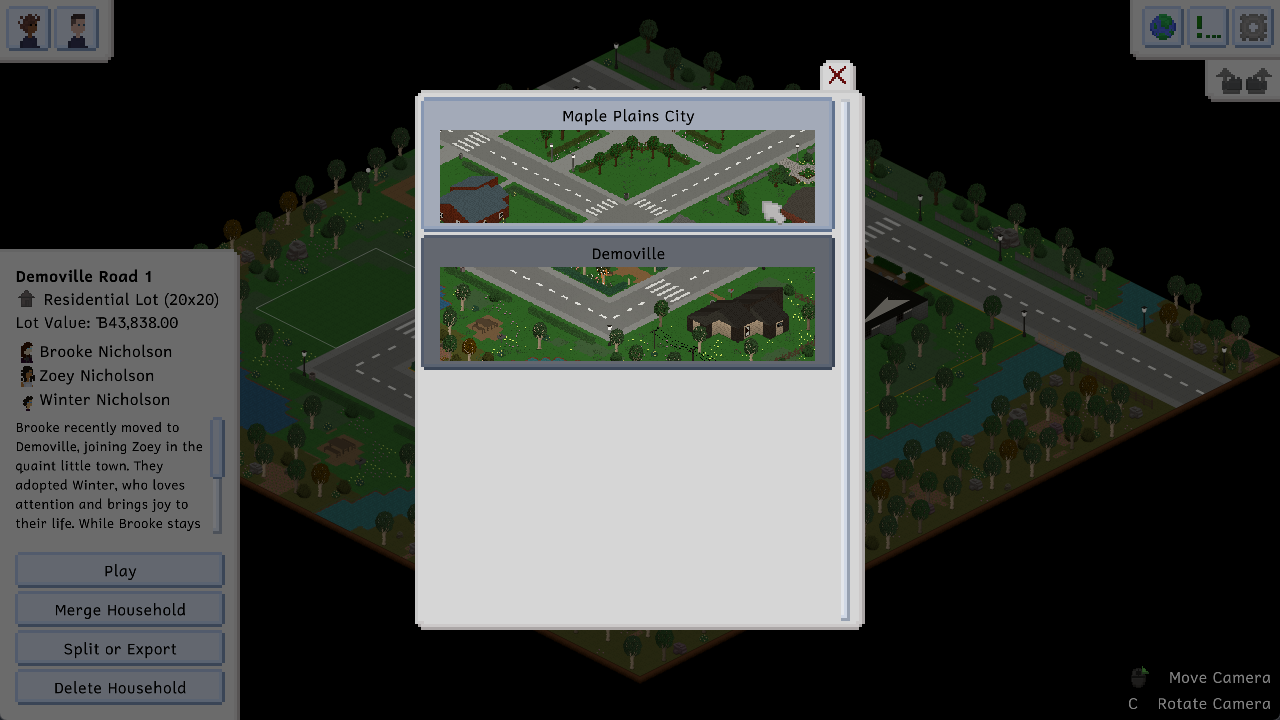 Maple Plains City
Demoville
Demoville Road 1
Residential Lot (20x20)
Lot Value: Ƀ43,838.00
Brooke Nicholson
Zoey Nicholson
Winter Nicholson
Brooke recently moved to
Demoville, joining Zoey in the
quaint little town. They
adopted Winter, who loves
attention and brings joy to
their life. While Brooke stays
Play
Merge Household
Split or Export
Delete Household
Move Camera
C Rotate Camera